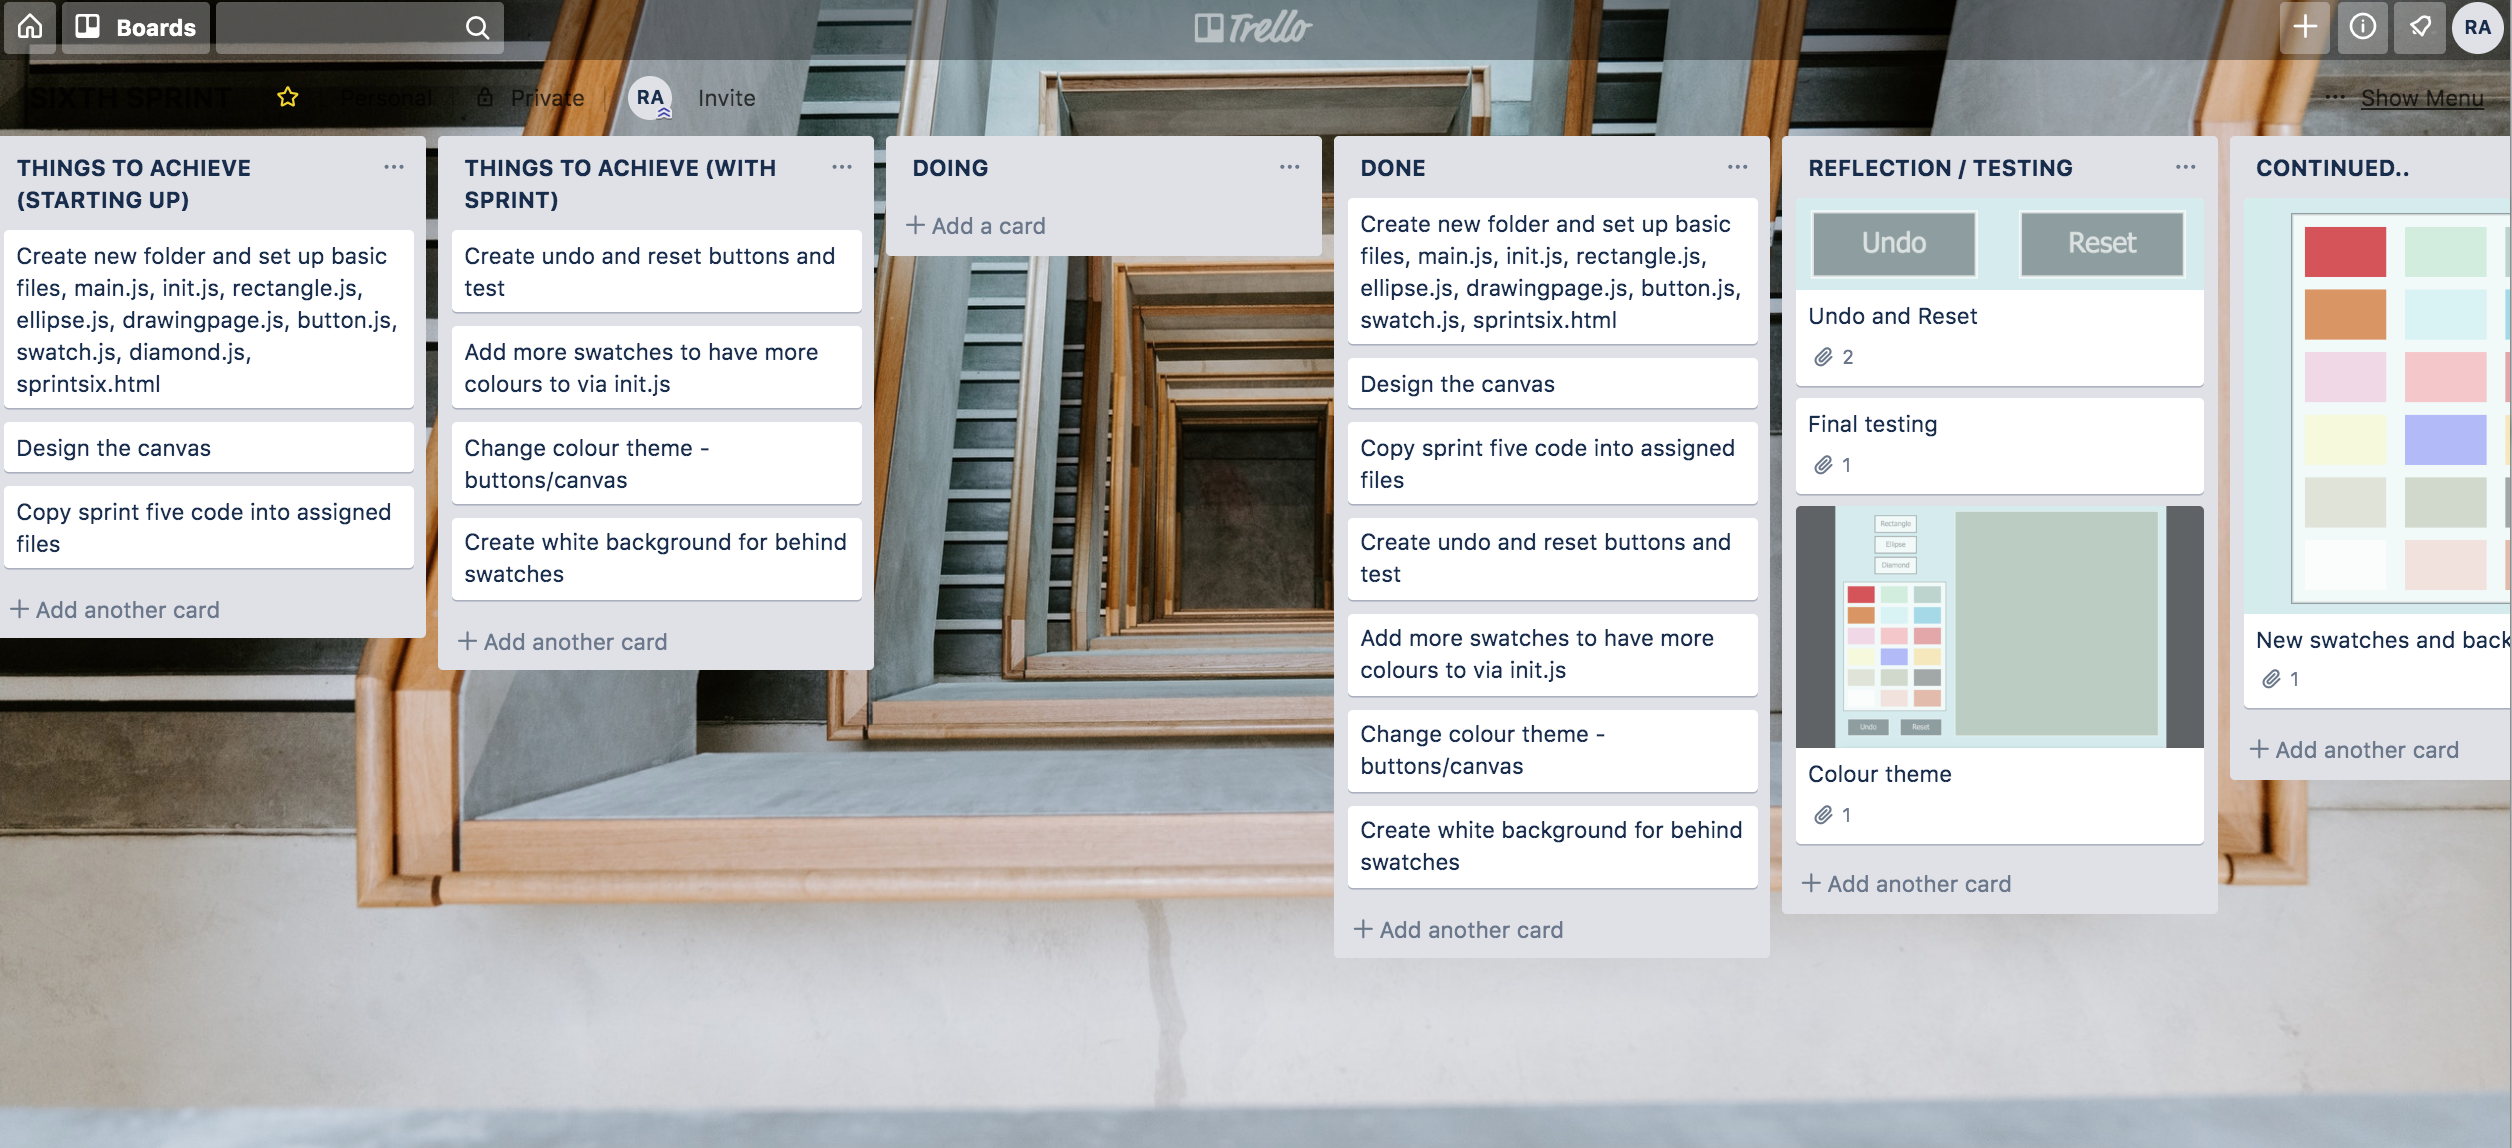 Boards
Trello
RA
SIXTH SPRINT
Personal
Private
RA
Invite
··· Show Menu
THINGS TO ACHIEVE
(STARTING UP)
···
Create new folder and set up basic
files, main.js, init.js, rectangle.js,
ellipse.js, drawingpage.js, button.js,
swatch.js, diamond.js,
sprintsix.html
Design the canvas
Copy sprint five code into assigned
files
+ Add another card
THINGS TO ACHIEVE (WITH
SPRINT)
···
Create undo and reset buttons and
test
Add more swatches to have more
colours to via init.js
Change colour theme -
buttons/canvas
Create white background for behind
swatches
+ Add another card
DOING
···
+ Add a card
DONE
···
Create new folder and set up basic
files, main.js, init.js, rectangle.js,
ellipse.js, drawingpage.js, button.js,
swatch.js, sprintsix.html
Design the canvas
Copy sprint five code into assigned
files
Create undo and reset buttons and
test
Add more swatches to have more
colours to via init.js
Change colour theme -
buttons/canvas
Create white background for behind
swatches
+ Add another card
REFLECTION / TESTING
···
Undo
Reset
Undo and Reset
2
Final testing
1
Rectangle
Ellipse
Diamond
Undo
Reset
Colour theme
1
+ Add another card
CONTINUED..
New swatches and back
1
+ Add another card